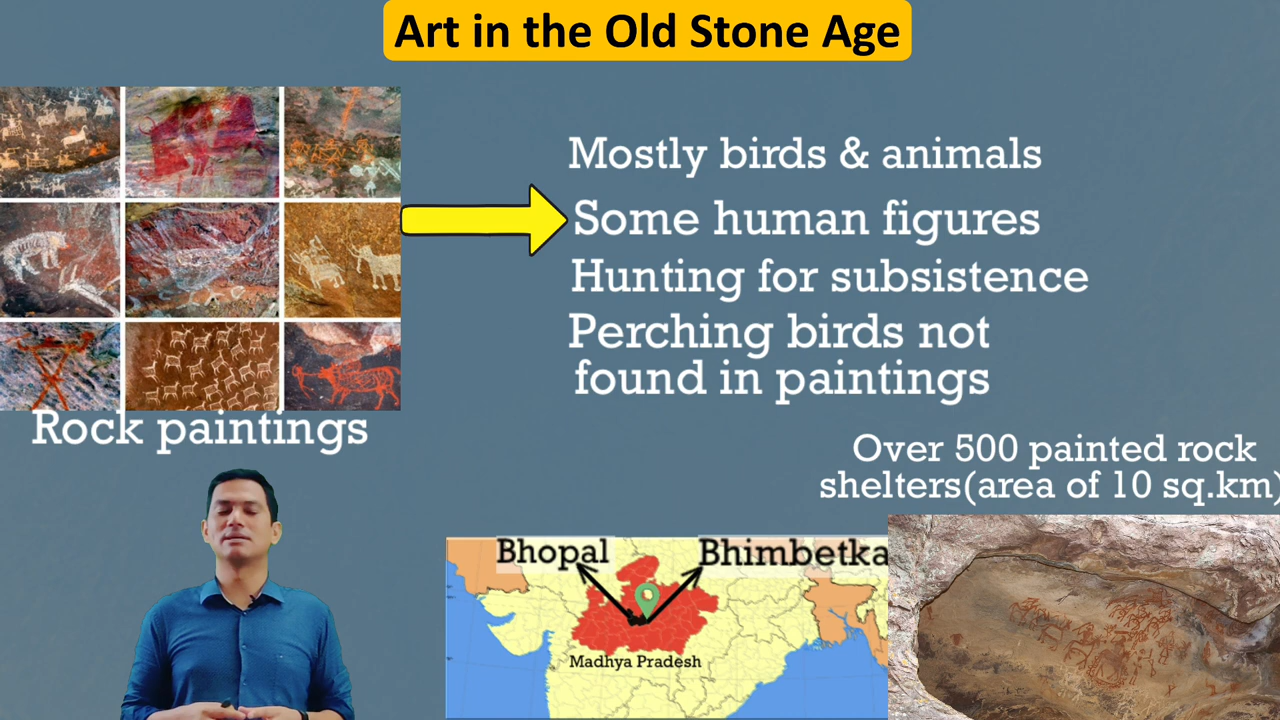 Art in the Old Stone Age
Mostly birds & animals
Some human figures
Hunting for subsistence
Perching birds not
found in paintings
Rock paintings
Over 500 painted rock
shelters(area of 10 sq.km)
Bhopal
Bhimbetka
Madhya Pradesh